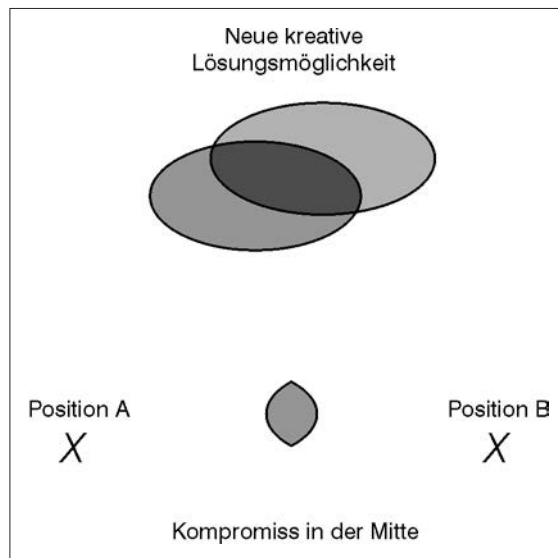 Neue kreative
Lösungsmöglichkeit
Position A
X
Position B
X
Kompromiss in der Mitte